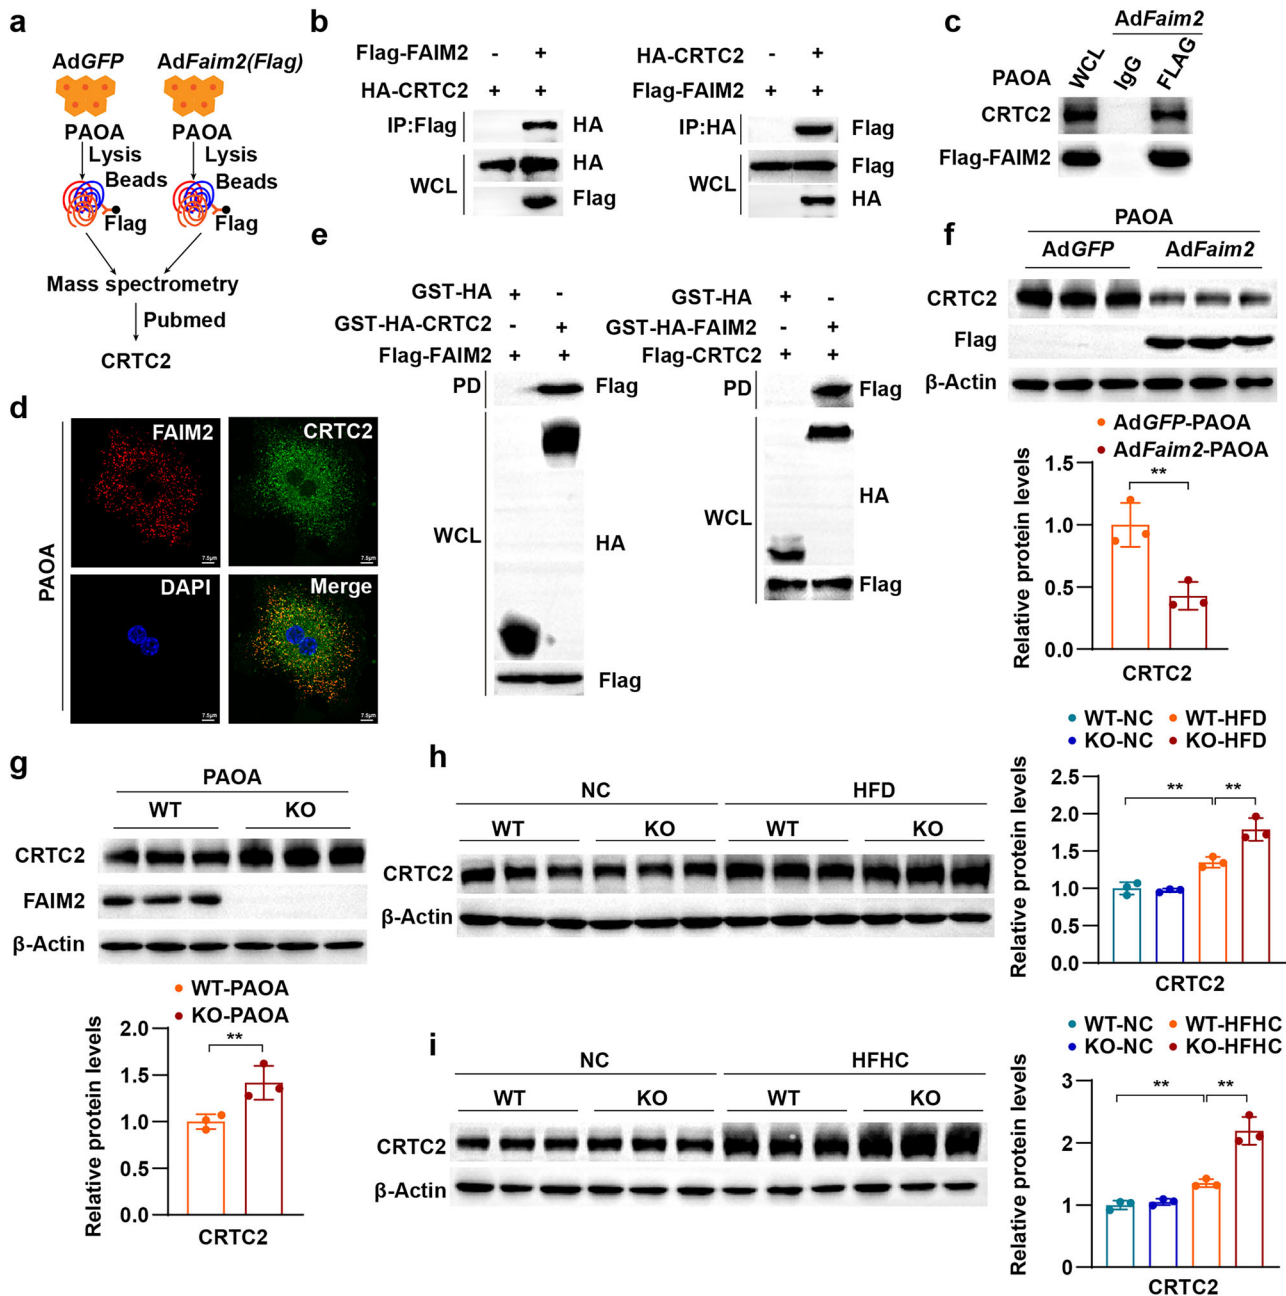 a
AdGFP
AdFaim2(Flag)
PAOA
PAOA
Lysis
Lysis
Beads
Beads
Flag
Flag
Mass spectrometry
Pubmed
CRTC2
b
Flag-FAIM2 - +
HA-CRTC2 + +
IP:Flag HA
WCL HA
Flag
HA-CRTC2 - +
Flag-FAIM2 + +
IP:HA Flag
WCL Flag
HA
c
AdFaim2
PAOA WCL IgG FLAG
CRTC2
Flag-FAIM2
d
PAOA
FAIM2
7.5µm
CRTC2
7.5µm
DAPI
7.5µm
Merge
7.5µm
e
GST-HA + -
GST-HA-CRTC2 - +
Flag-FAIM2 + +
PD Flag
WCL HA
Flag
GST-HA + -
GST-HA-FAIM2 - +
Flag-CRTC2 + +
PD Flag
WCL HA
Flag
f
PAOA
AdGFP AdFaim2
CRTC2
Flag
β-Actin
AdGFP-PAOA
AdFaim2-PAOA
Relative protein levels
1.5
1.0
0.5
0.0
**
CRTC2
g
PAOA
WT KO
CRTC2
FAIM2
β-Actin
WT-PAOA
KO-PAOA
Relative protein levels
2.0
1.5
1.0
0.5
0.0
**
CRTC2
h
NC HFD
WT KO WT KO
CRTC2
β-Actin
WT-NC WT-HFD
KO-NC KO-HFD
Relative protein levels
2.5
2.0
1.5
1.0
0.5
0.0
** **
CRTC2
i
NC HFHC
WT KO WT KO
CRTC2
β-Actin
WT-NC WT-HFHC
KO-NC KO-HFHC
Relative protein levels
3
2
1
0
** **
CRTC2